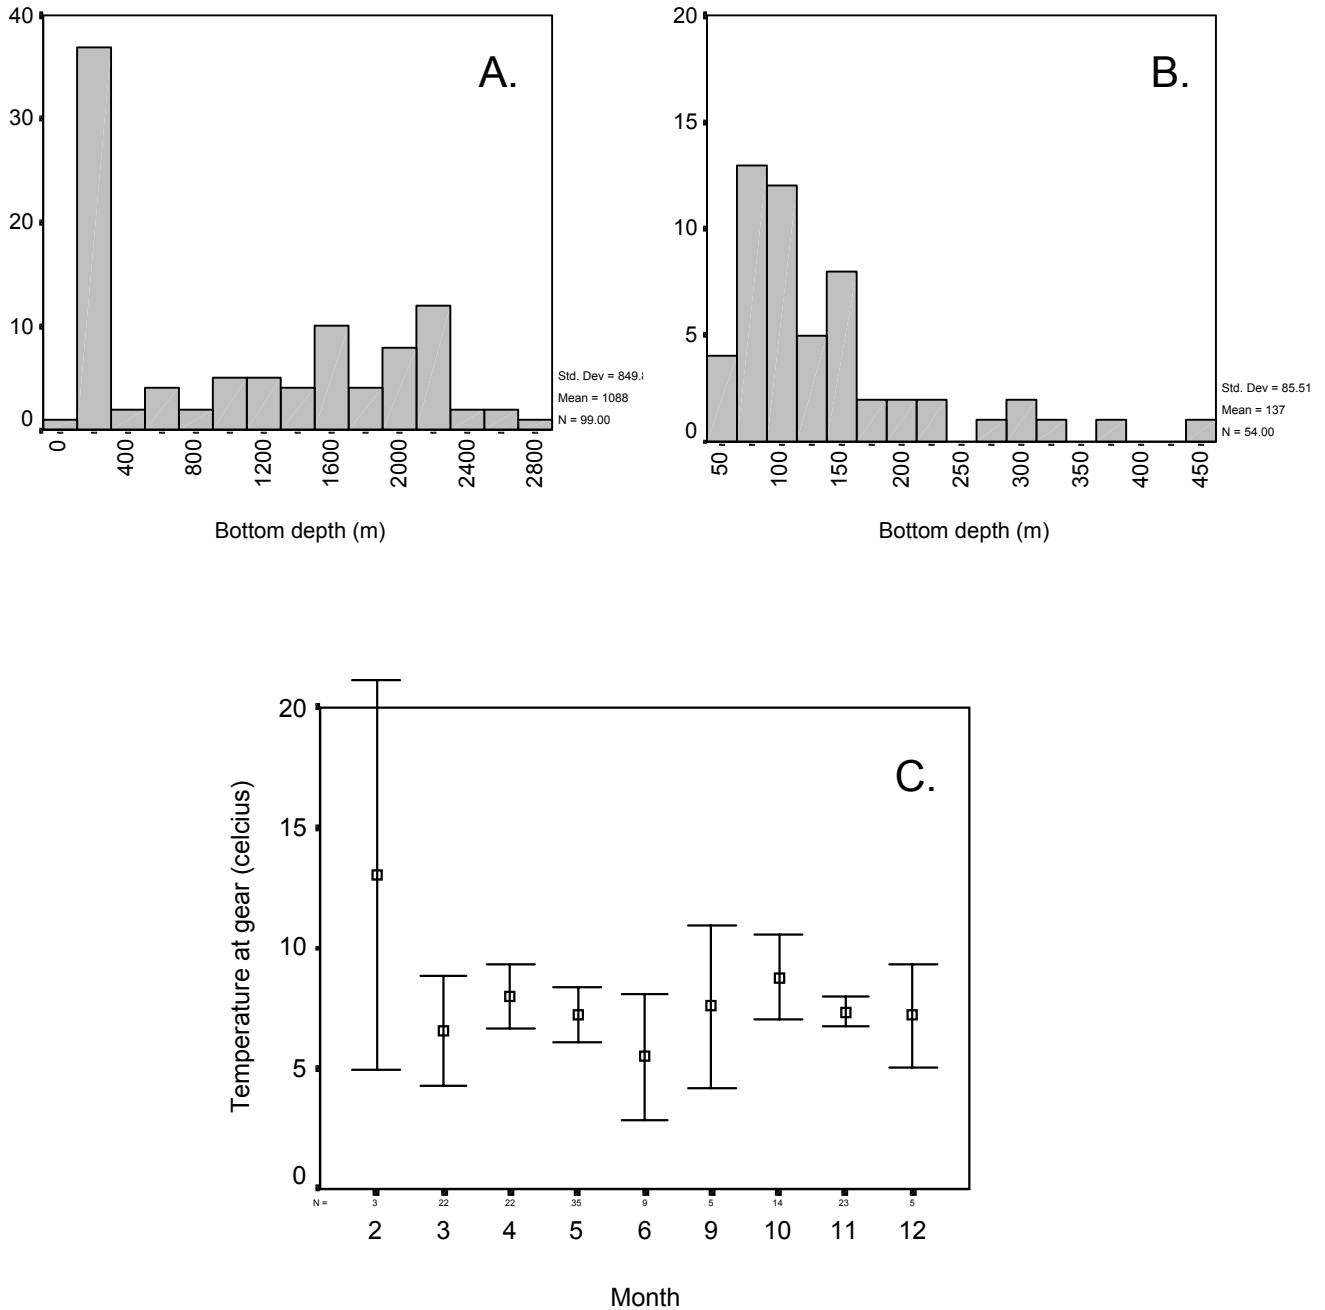 40
30
20
10
0
A.
Std. Dev = 849.8
Mean = 1088
N = 99.00
0 400 800 1200 1600 2000 2400 2800
Bottom depth (m)
20
15
10
5
0
B.
Std. Dev = 85.51
Mean = 137
N = 54.00
50 100 150 200 250 300 350 400 450
Bottom depth (m)
Temperature at gear (celcius)
20
15
10
5
0
C.
N = 3 22 22 35 9 5 14 23 5
2 3 4 5 6 9 10 11 12
Month